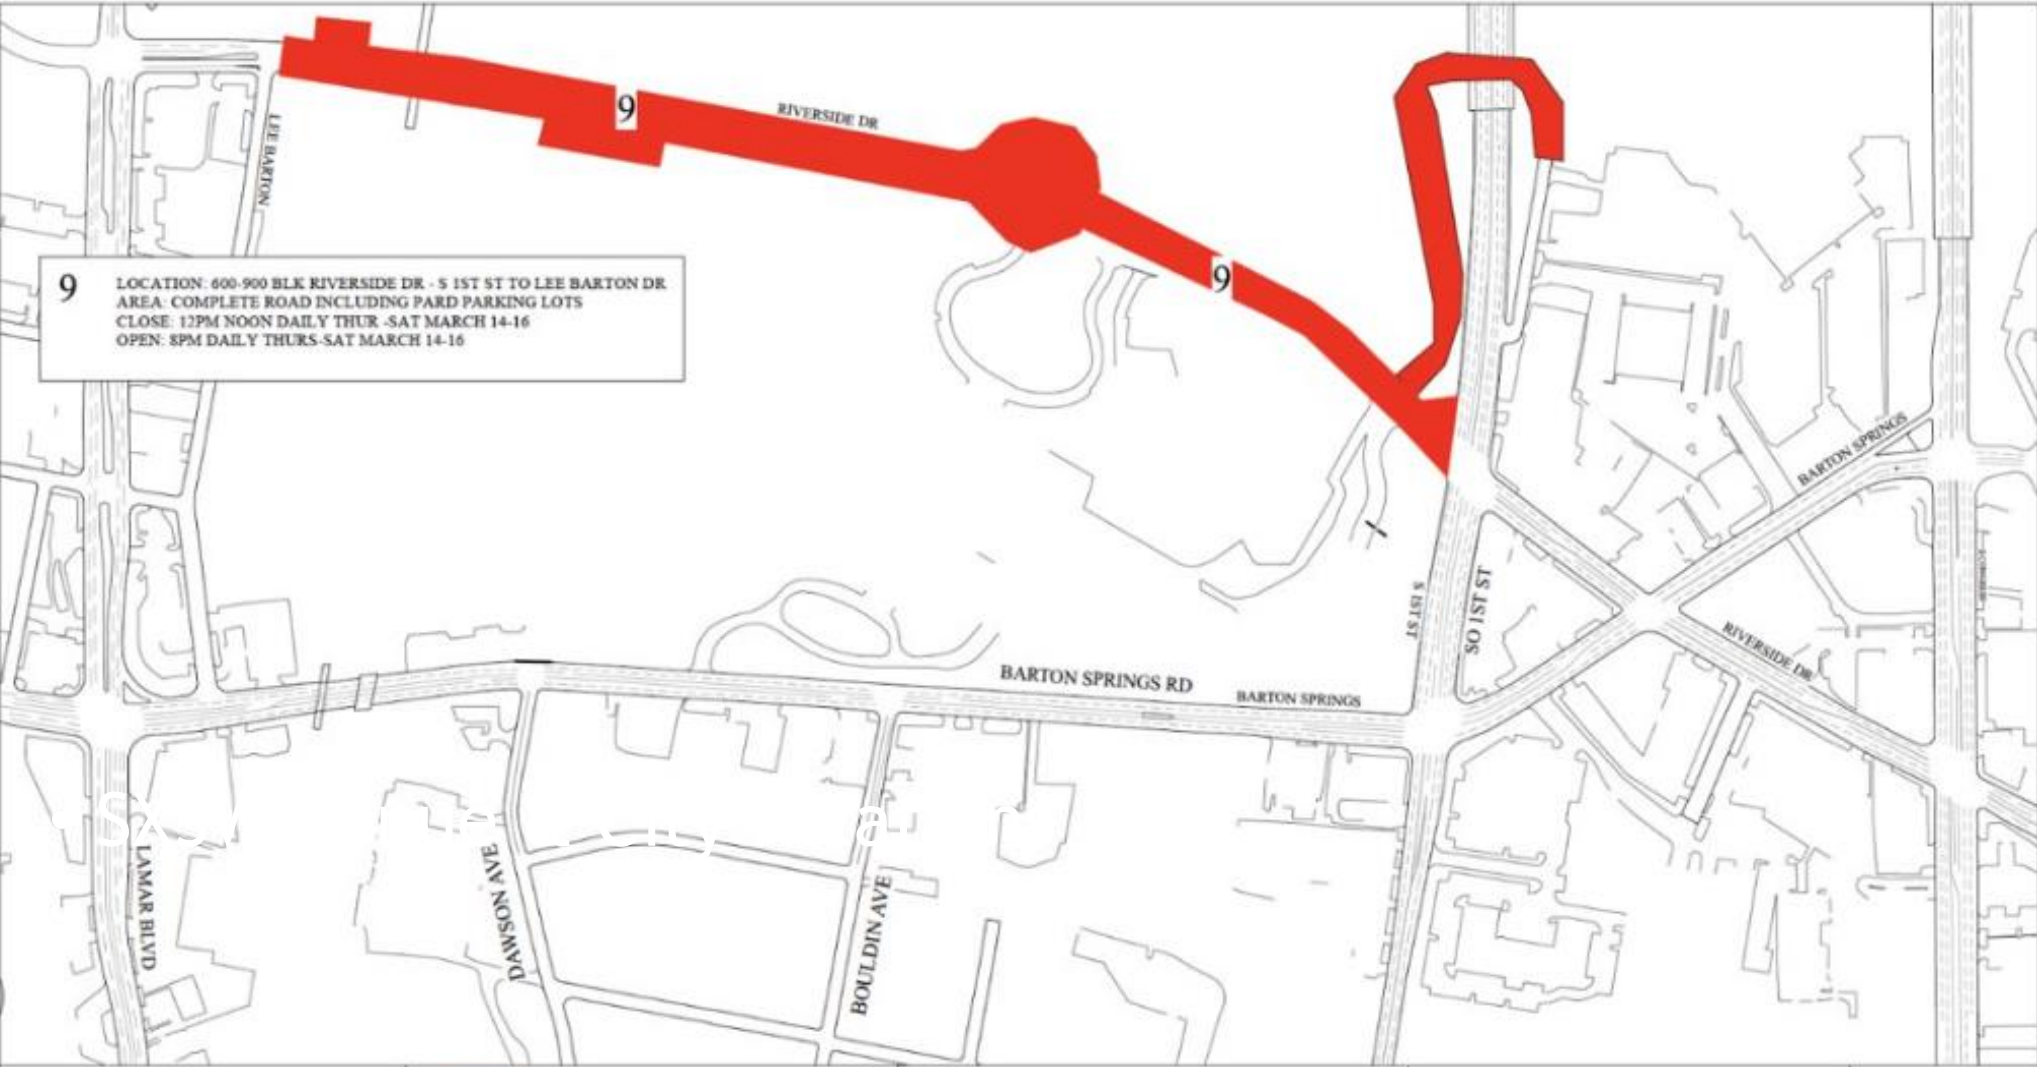 9
RIVERSIDE DR
LEE BARTON
9
9
LOCATION: 600-900 BLK RIVERSIDE DR - S 1ST ST TO LEE BARTON DR
AREA: COMPLETE ROAD INCLUDING PARD PARKING LOTS
CLOSE: 12PM NOON DAILY THUR -SAT MARCH 14-16
OPEN: 8PM DAILY THURS-SAT MARCH 14-16
BARTON SPRINGS
S 1ST ST
SO 1ST ST
RIVERSIDE DR
BARTON SPRINGS RD
BARTON SPRINGS
LAMAR BLVD
DAWSON AVE
BOULDIN AVE